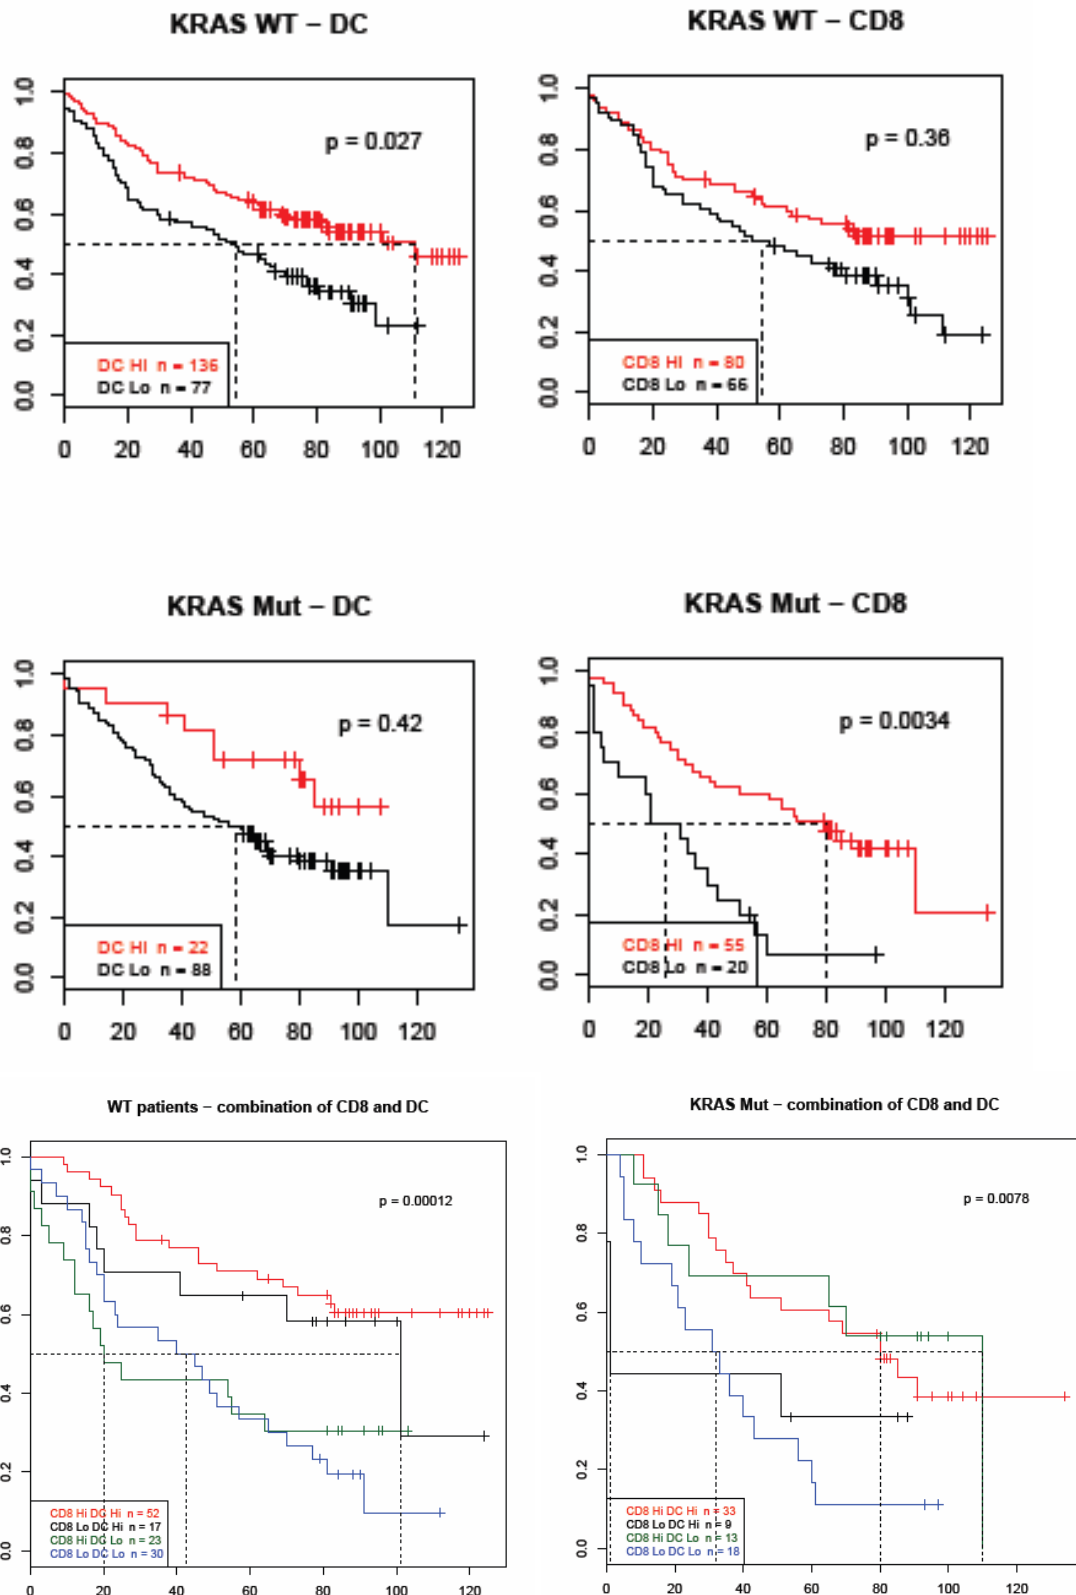 KRAS WT – DC
1.0
0.8
0.6
0.4
0.2
0.0
p = 0.027
DC HI n = 136
DC Lo n = 77
0 20 40 60 80 100 120
KRAS WT – CD8
1.0
0.8
0.6
0.4
0.2
0.0
p = 0.36
CD8 HI n = 80
CD8 Lo n = 66
0 20 40 60 80 100 120
KRAS Mut – DC
1.0
0.8
0.6
0.4
0.2
0.0
p = 0.42
DC HI n = 22
DC Lo n = 88
0 20 40 60 80 100 120
KRAS Mut – CD8
1.0
0.8
0.6
0.4
0.2
0.0
p = 0.0034
CD8 HI n = 55
CD8 Lo n = 20
0 20 40 60 80 100 120
WT patients – combination of CD8 and DC
1.0
0.8
0.6
0.4
0.2
0.0
p = 0.00012
CD8 Hi DC Hi n = 52
CD8 Lo DC Hi n = 17
CD8 Hi DC Lo n = 23
CD8 Lo DC Lo n = 30
0 20 40 60 80 100 120
KRAS Mut – combination of CD8 and DC
1.0
0.8
0.6
0.4
0.2
0.0
p = 0.0078
CD8 Hi DC Hi n = 33
CD8 Lo DC Hi n = 9
CD8 Hi DC Lo n = 13
CD8 Lo DC Lo n = 18
0 20 40 60 80 100 120